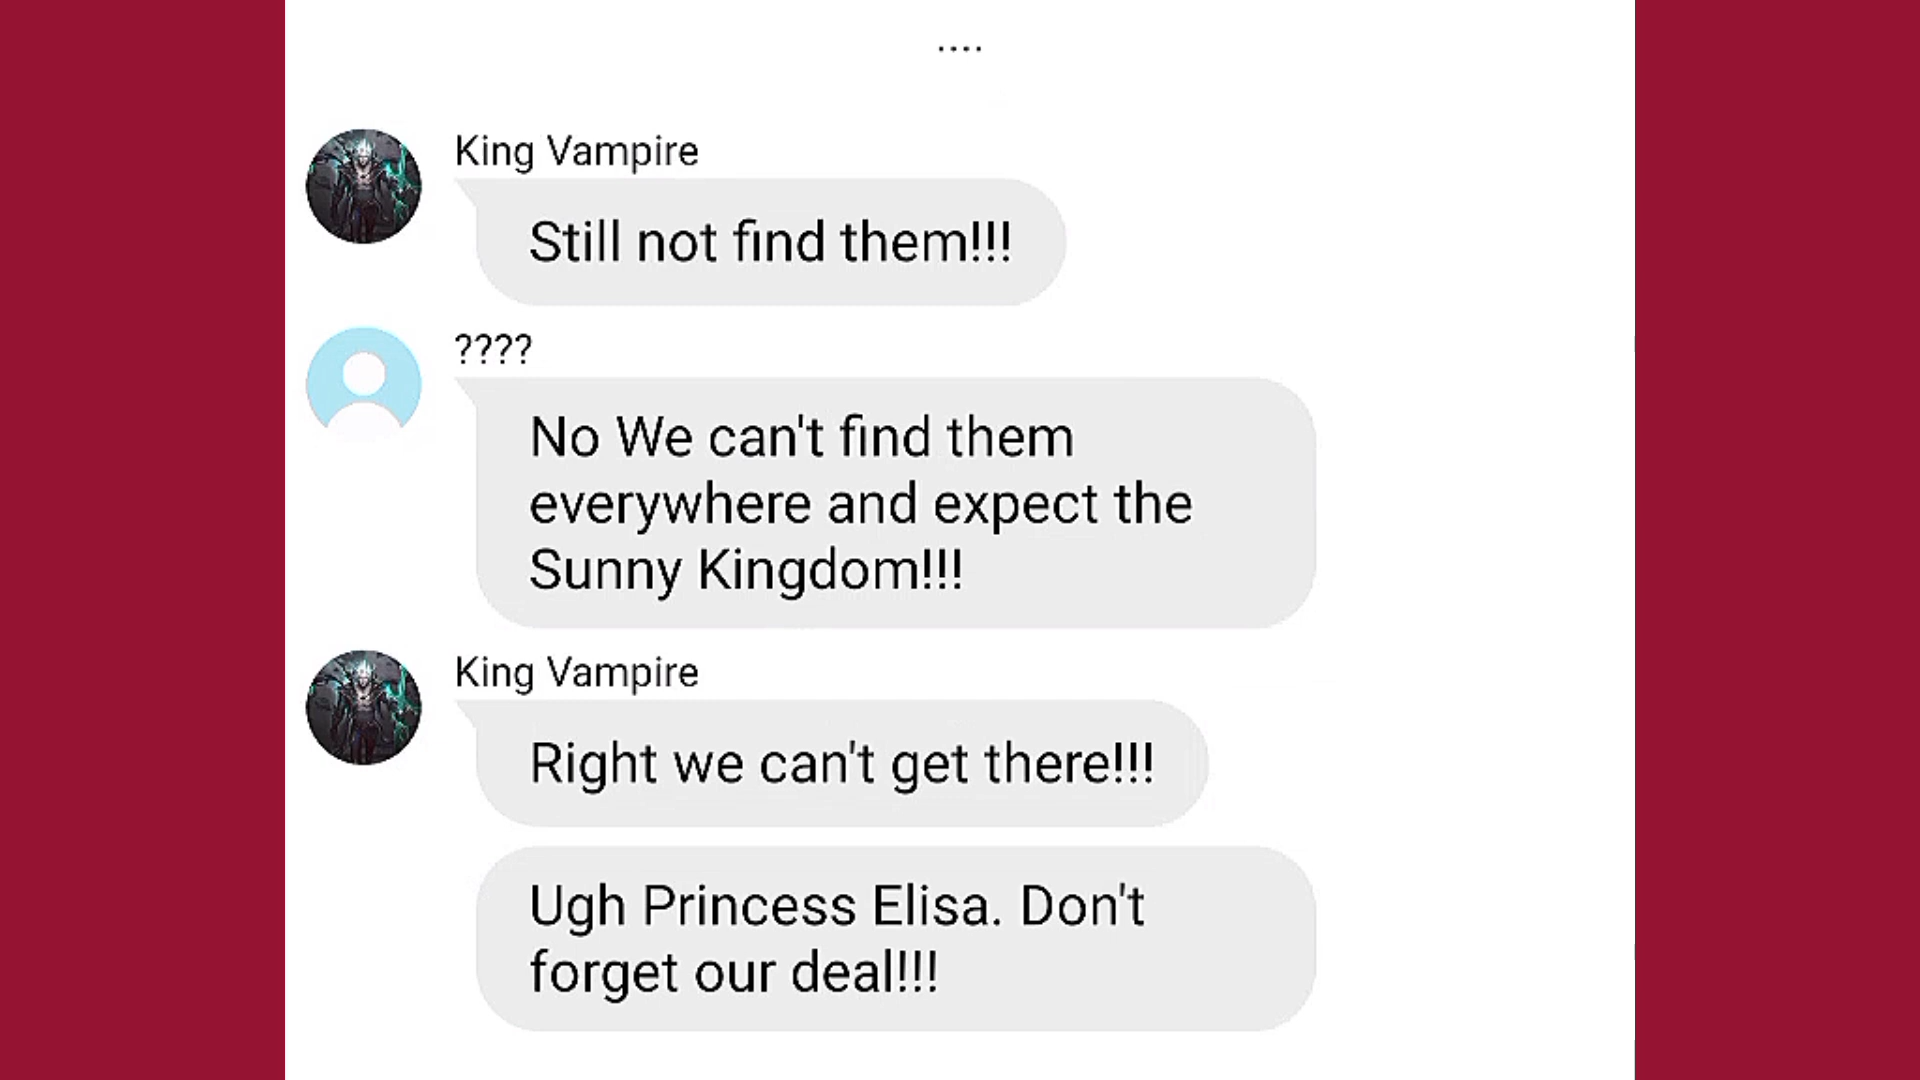 ....
King Vampire
Still not find them!!!
????
No We can't find them
everywhere and expect the
Sunny Kingdom!!!
King Vampire
Right we can't get there!!!
Ugh Princess Elisa. Don't
forget our deal!!!